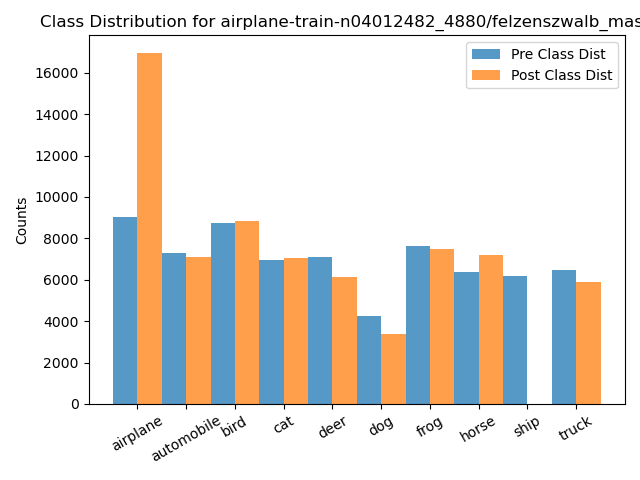 Class Distribution for airplane-train-n04012482_4880/felzenszwalb_mas
Pre Class Dist
Post Class Dist
Counts
16000
14000
12000
10000
8000
6000
4000
2000
0
airplane
automobile
bird
cat
deer
dog
frog
horse
ship
truck